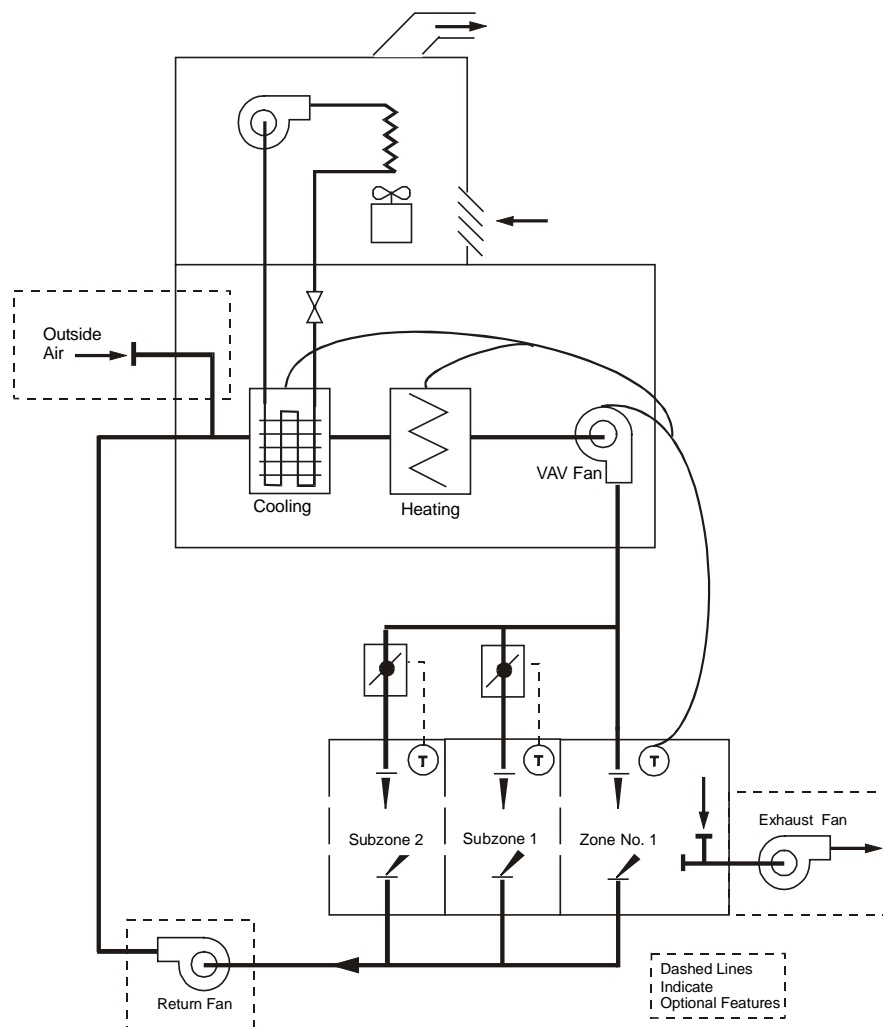 Outside
Air
Cooling
Heating
VAV Fan
T
T
T
Subzone 2
Subzone 1
Zone No. 1
Exhaust Fan
Return Fan
Dashed Lines
Indicate
Optional Features